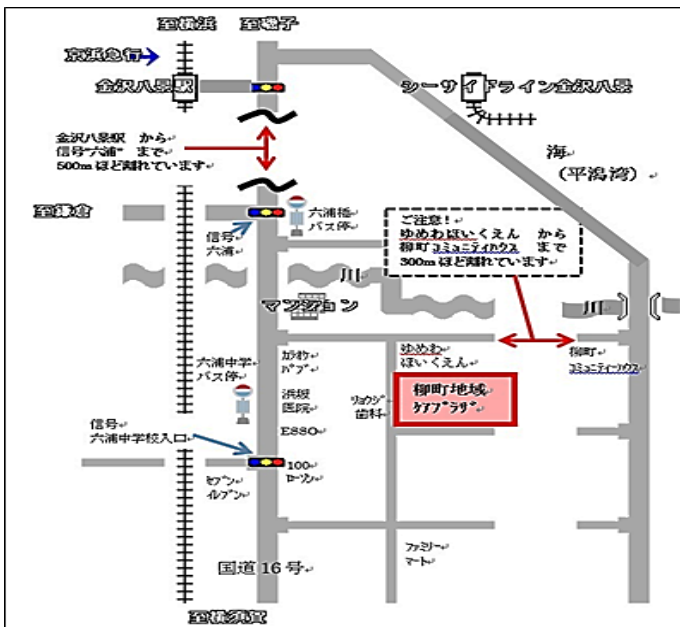 至横浜 至磯子
京浜急行
金沢八景駅
シーサイドライン金沢八景
金沢八景駅 から
信号"六浦" まで
500mほど離れています
海
（平潟湾）
至鎌倉
六浦橋
バス停
信号
六浦
ご注意！
ゆめわほいくえん から
柳町コミュニティハウス まで
300mほど離れています
川
川
マンション
六浦中学
バス停
カラオケ
パブ
ゆめわ
ほいくえん
柳町
コミュニティーハウス
浜坂
医院
リョウジ
歯科
柳町地域
ケアプラザ
ESSO
信号
六浦中学校入口
100
ローソン
セブン
イレブン
ファミリー
マート
国道16号
至横須賀